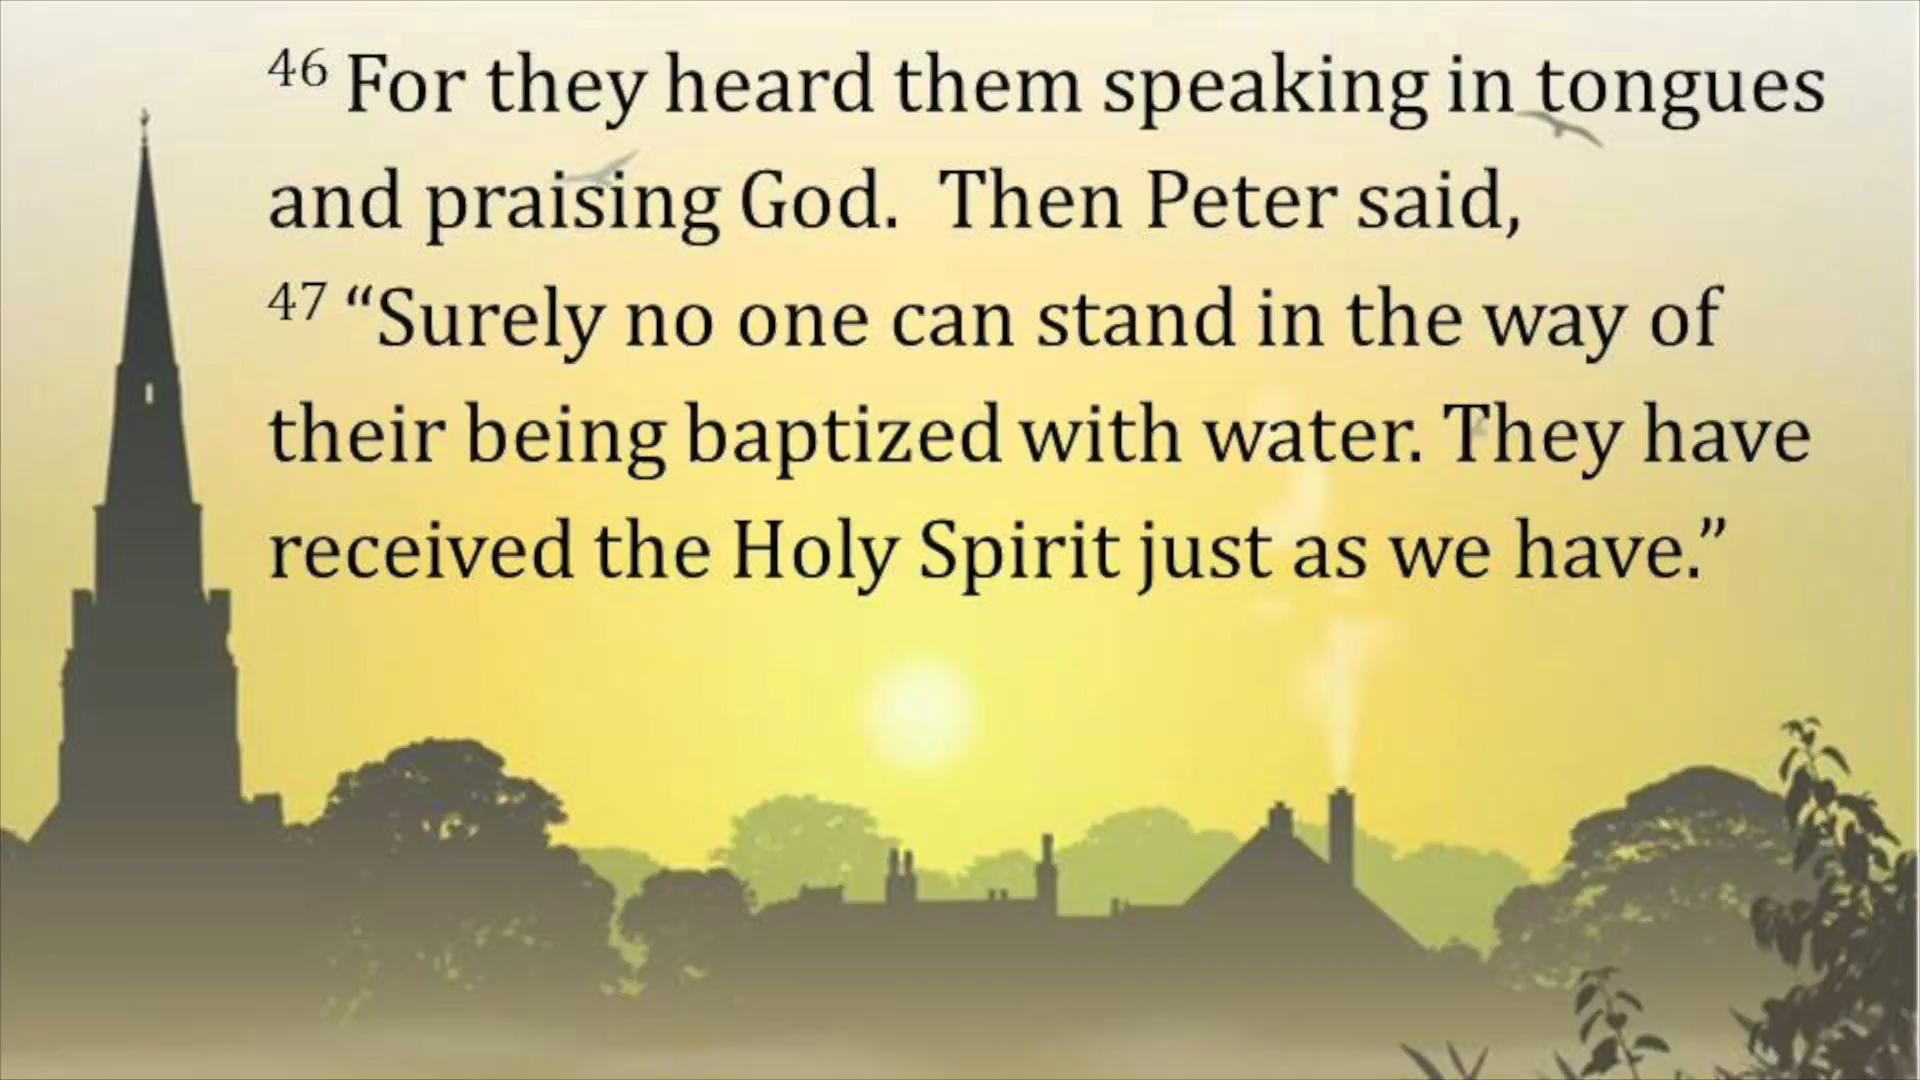 46 For they heard them speaking in tongues
and praising God. Then Peter said,
47 “Surely no one can stand in the way of
their being baptized with water. They have
received the Holy Spirit just as we have.”